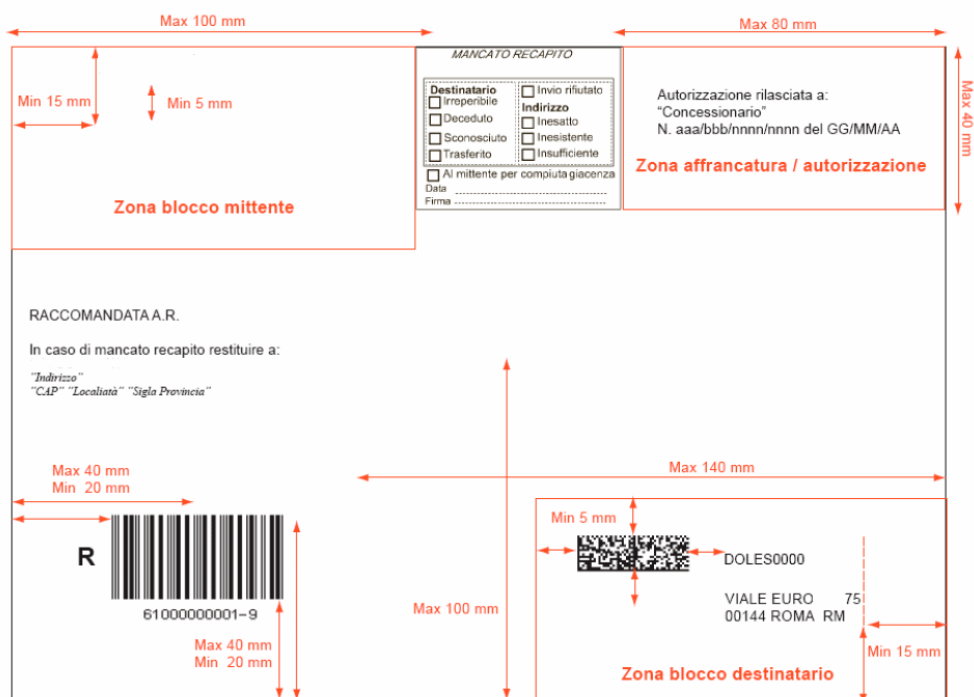 Max 100 mm
Max 80 mm
Min 15 mm
Min 5 mm
Zona blocco mittente
MANCATO RECAPITO
Destinatario
Irreperibile
Deceduto
Sconosciuto
Trasferito
Invio rifiutato
Indirizzo
Inesatto
Inesistente
Insufficiente
Al mittente per compiuta giacenza
Data
Firma
Autorizzazione rilasciata a:
“Concessionario”
N. aaa/bbb/nnnn/nnnn del GG/MM/AA
Zona affrancatura / autorizzazione
Max 40 mm
RACCOMANDATA A.R.
In caso di mancato recapito restituire a:
"Indirizzo"
"CAP" "Localiatà" "Sigla Provincia"
Max 40 mm
Min 20 mm
R
61000000001-9
Max 40 mm
Min 20 mm
Max 100 mm
Max 140 mm
Min 5 mm
DOLES0000
VIALE EURO 75
00144 ROMA RM
Min 15 mm
Zona blocco destinatario